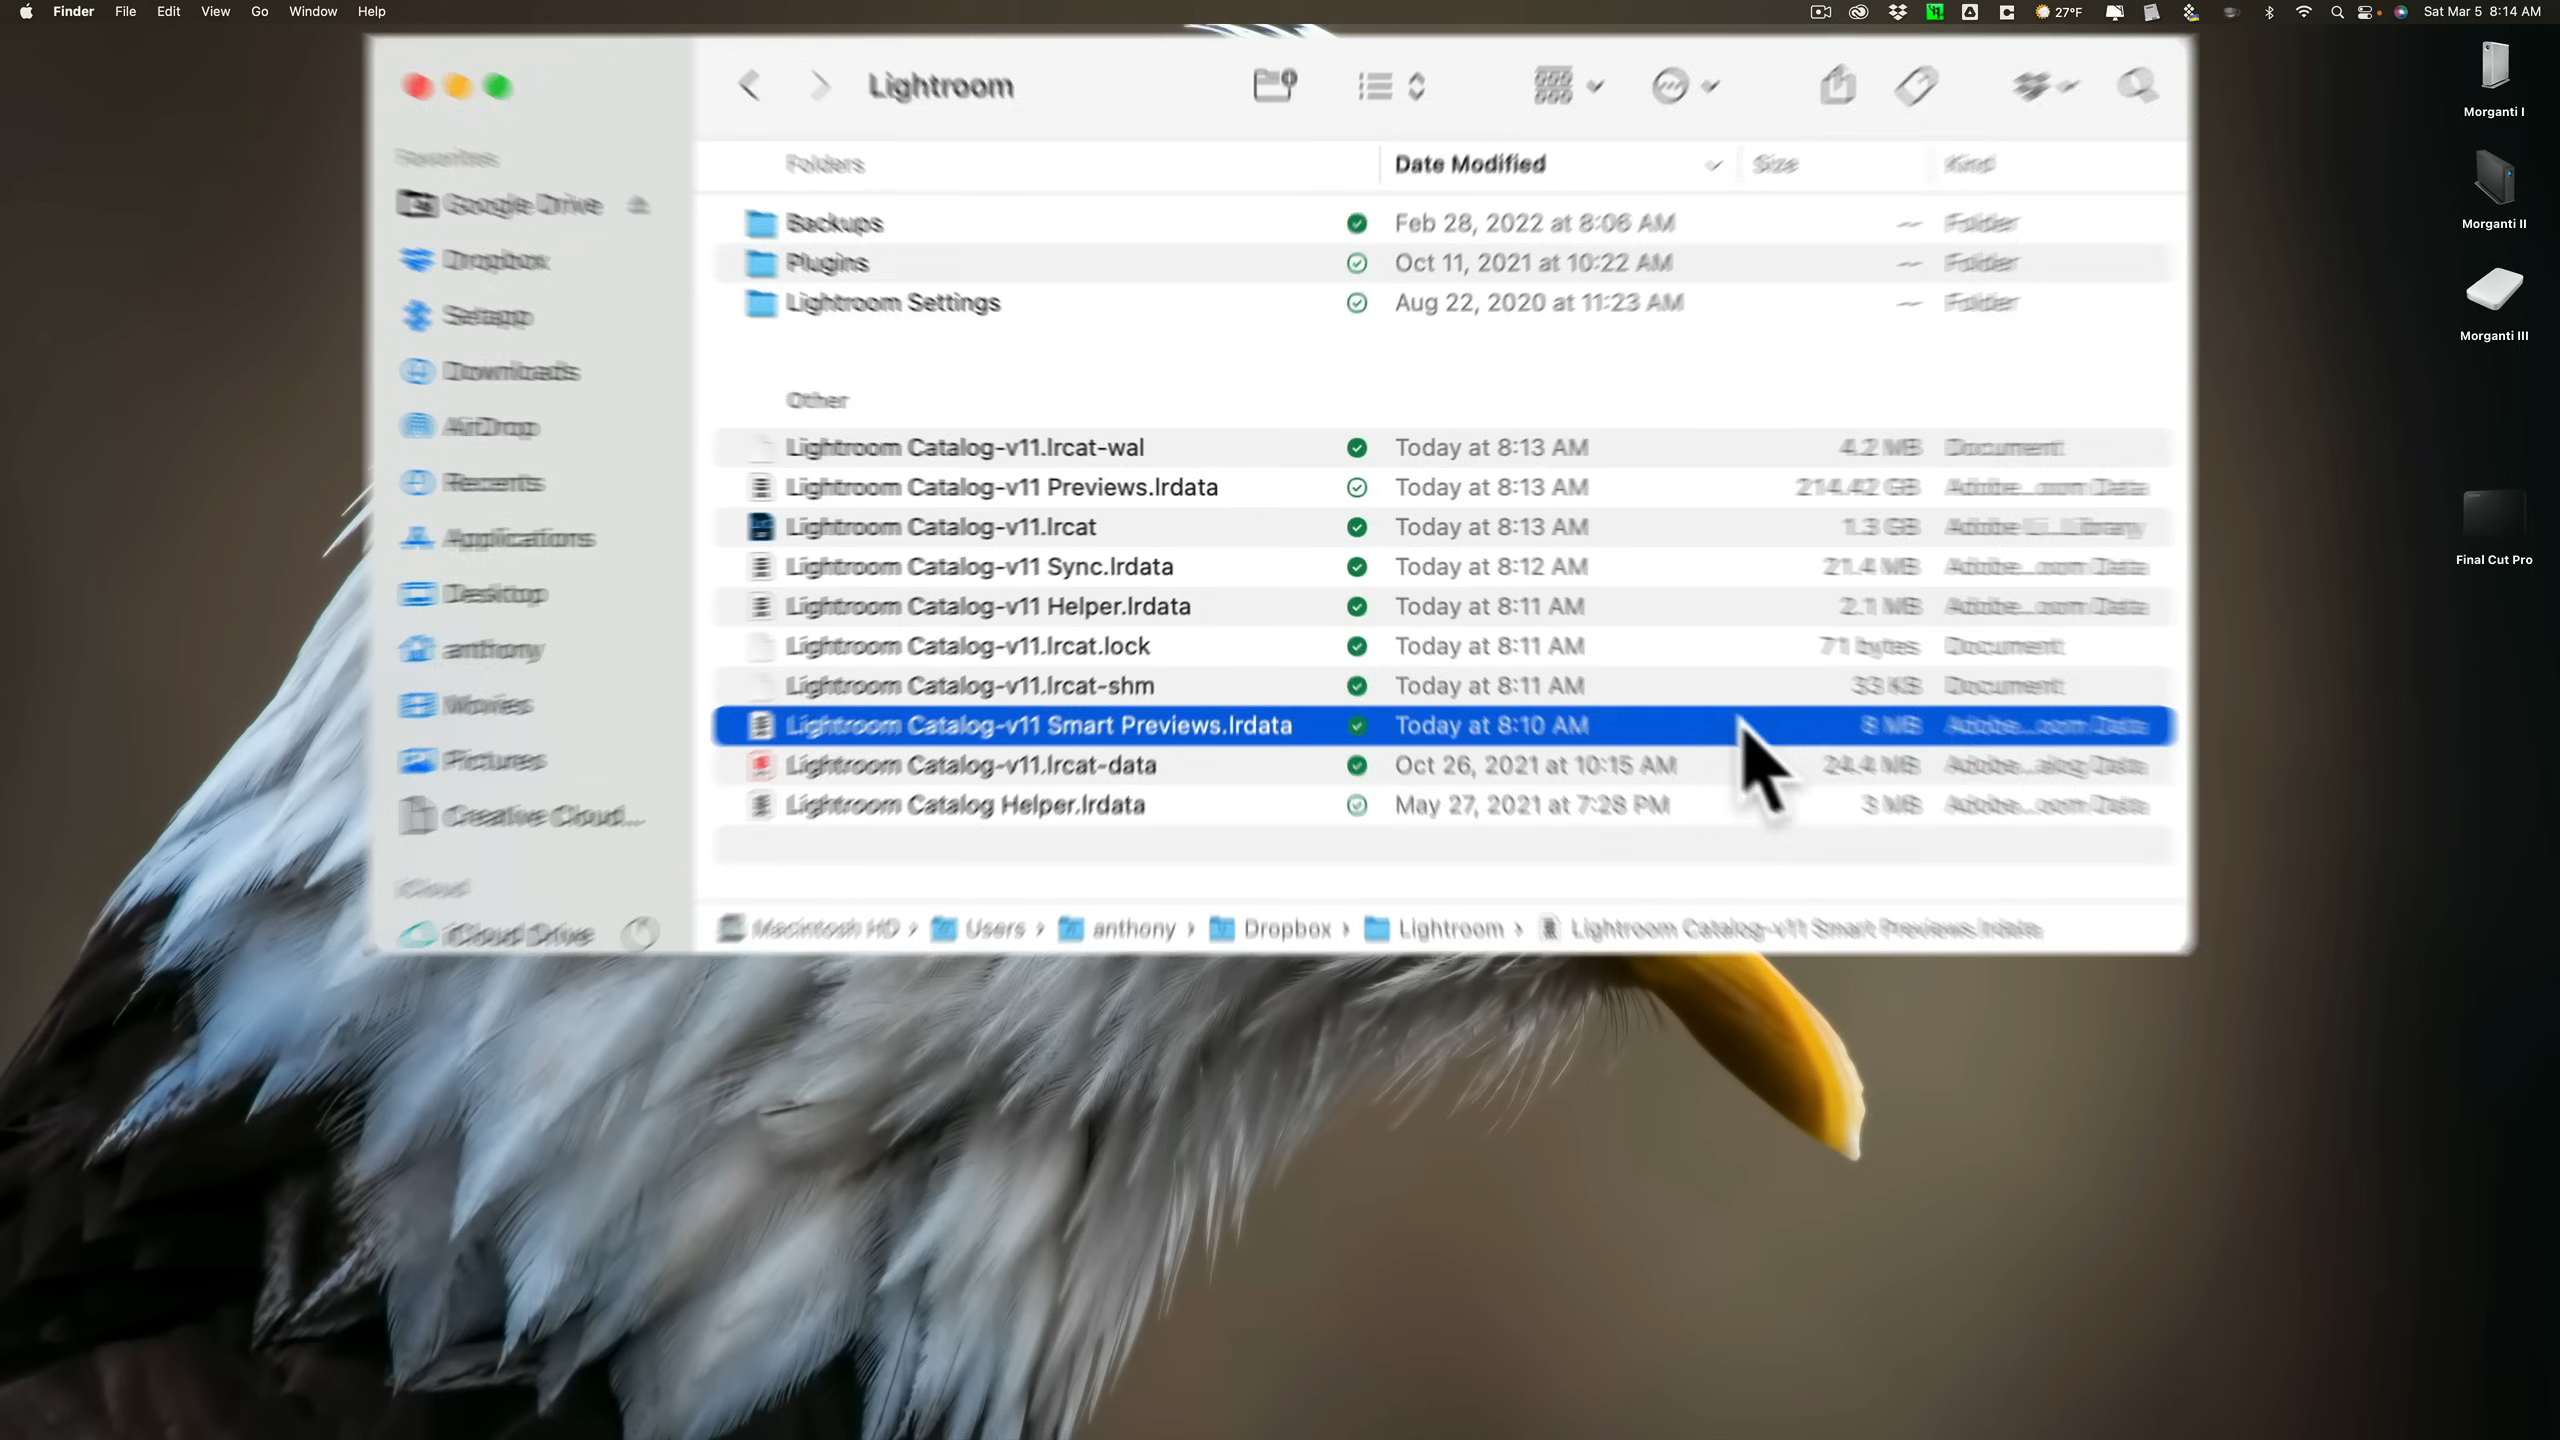 Finder File Edit View Go Window Help 27°F Sat Mar 5 8:14 AM
Lightroom
Favorites
Google Drive
Dropbox
Setapp
Downloads
AirDrop
Recents
Applications
Desktop
anthony
Movies
Pictures
Creative Cloud...
iCloud
iCloud Drive
Folders Date Modified Size Kind
Backups Feb 28, 2022 at 8:06 AM -- Folder
Plugins Oct 11, 2021 at 10:22 AM -- Folder
Lightroom Settings Aug 22, 2020 at 11:23 AM -- Folder
Other
Lightroom Catalog-v11.lrcat-wal Today at 8:13 AM 4.2 MB Document
Lightroom Catalog-v11 Previews.lrdata Today at 8:13 AM 214.42 GB Adobe...oom Data
Lightroom Catalog-v11.lrcat Today at 8:13 AM 1.3 GB Adobe Li...Library
Lightroom Catalog-v11 Sync.lrdata Today at 8:12 AM 21.4 MB Adobe...oom Data
Lightroom Catalog-v11 Helper.lrdata Today at 8:11 AM 2.1 MB Adobe...oom Data
Lightroom Catalog-v11.lrcat.lock Today at 8:11 AM 71 bytes Document
Lightroom Catalog-v11.lrcat-shm Today at 8:11 AM 33 KB Document
Lightroom Catalog-v11 Smart Previews.lrdata Today at 8:10 AM 8 MB Adobe...oom Data
Lightroom Catalog-v11.lrcat-data Oct 26, 2021 at 10:15 AM 24.4 MB Adobe...alog Data
Lightroom Catalog Helper.lrdata May 27, 2021 at 7:28 PM 3 MB Adobe...oom Data
Macintosh HD › Users › anthony › Dropbox › Lightroom › Lightroom Catalog-v11 Smart Previews.lrdata
Morganti I
Morganti II
Morganti III
Final Cut Pro